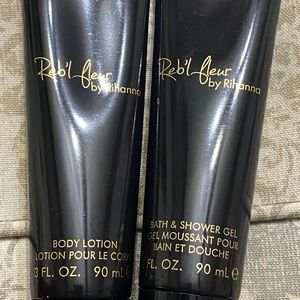 Reb'l fleur
by Rihanna
BODY LOTION
LOTION POUR LE CORPS
3 FL. OZ. 90 mL e
Reb'l fleur
by Rihanna
BATH & SHOWER GEL
GEL MOUSSANT POUR
BAIN ET DOUCHE
FL. OZ. 90 mL e